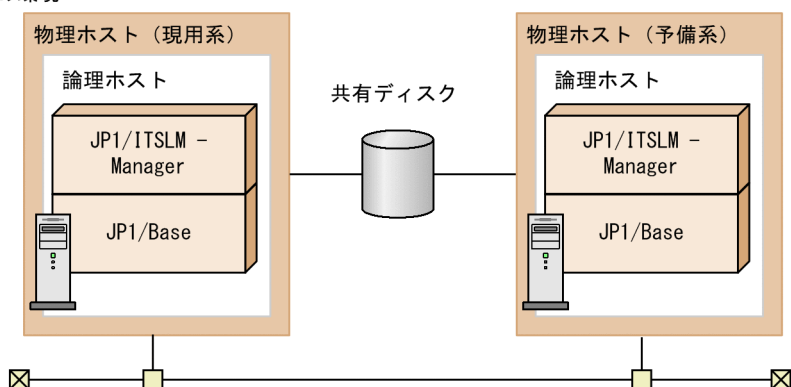 物理ホスト（現用系）
論理ホスト
JP1/ITSLM −
Manager
JP1/Base
共有ディスク
物理ホスト（予備系）
論理ホスト
JP1/ITSLM −
Manager
JP1/Base